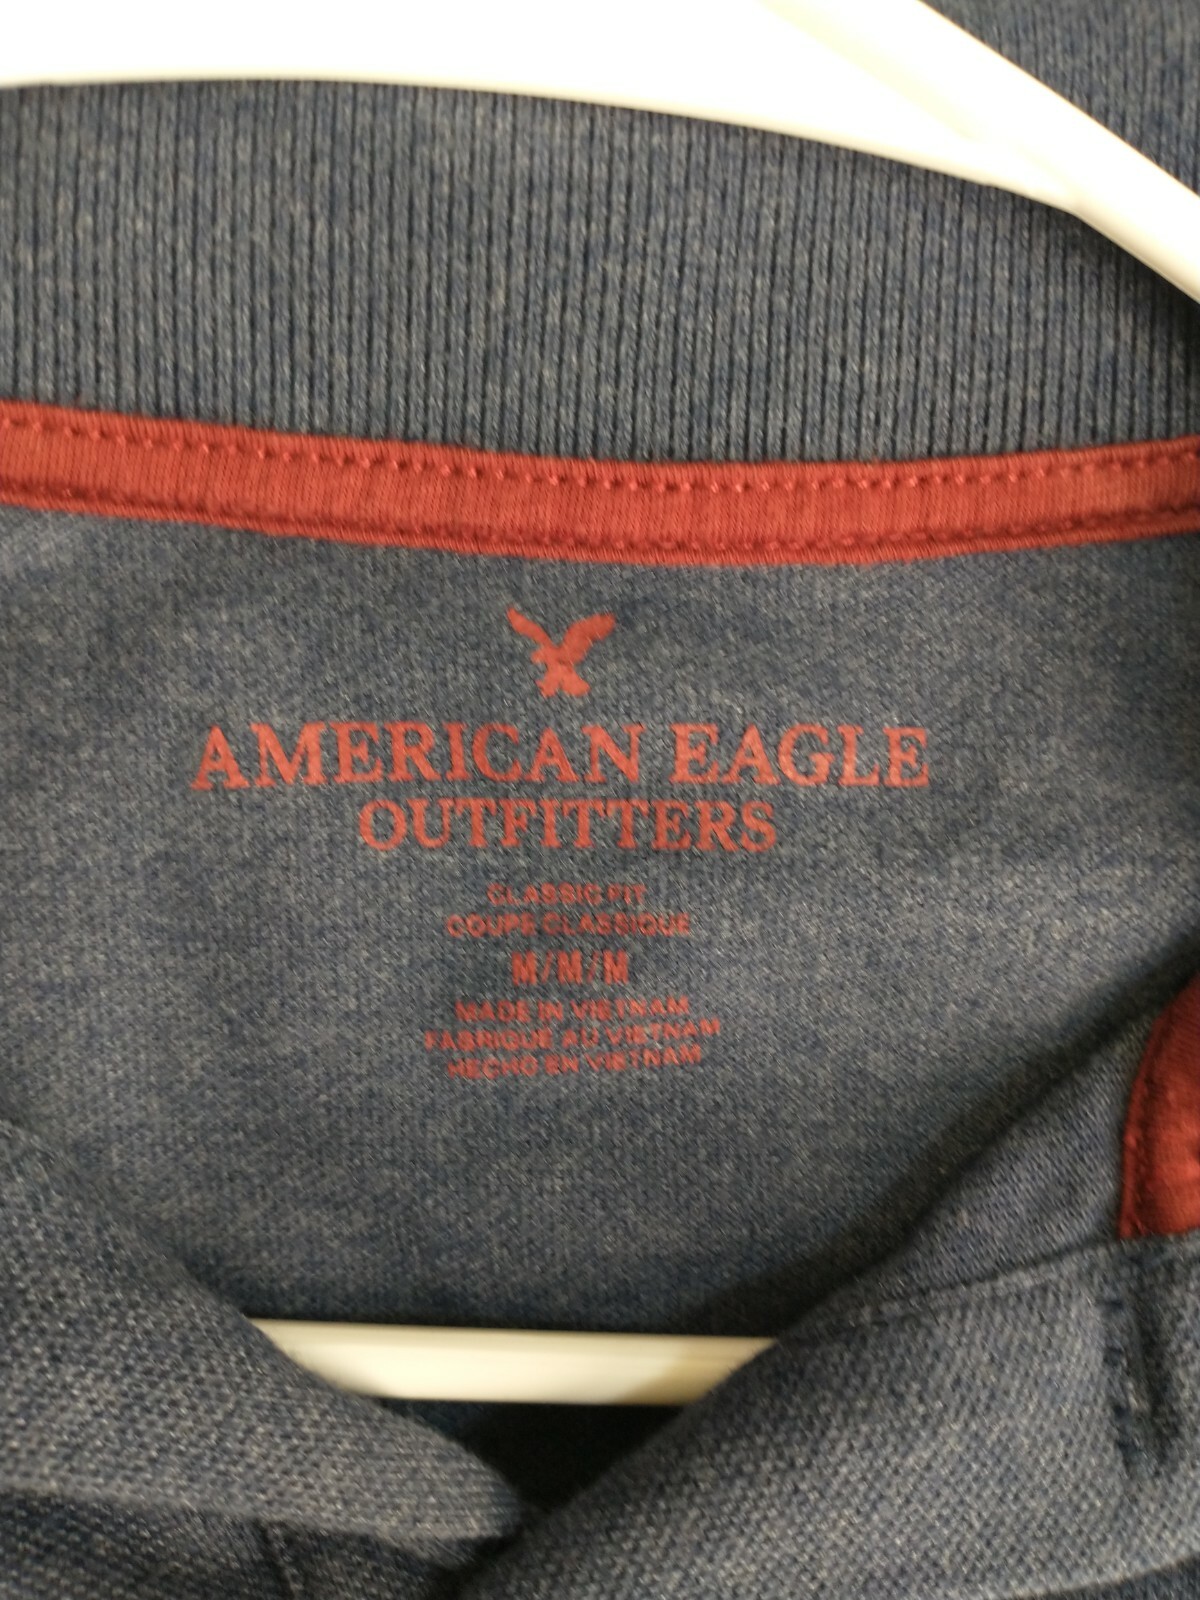 AMERICAN EAGLE
OUTFITTERS
CLASSIC FIT
COUPE CLASSIQUE
M/M/M
MADE IN VIETNAM
FABRIQUÉ AU VIETNAM
HECHO EN VIETNAM